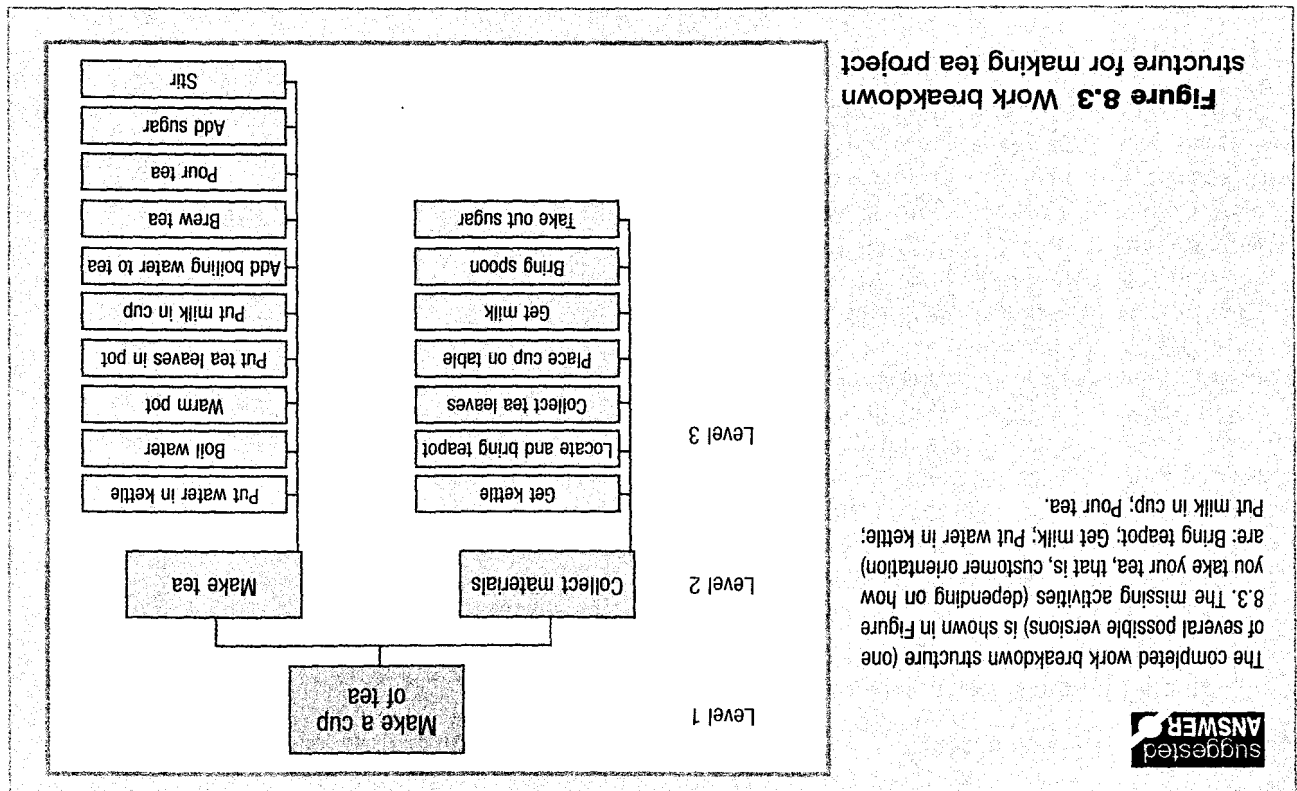 suggested
ANSWER
The completed work breakdown structure (one
of several possible versions) is shown in Figure
8.3. The missing activities (depending on how
you take your tea, that is, customer orientation)
are: Bring teapot; Get milk; Put water in kettle;
Put milk in cup; Pour tea.
Level 1
Make a cup
of tea
Level 2
Collect materials
Make tea
Level 3
Get kettle
Locate and bring teapot
Collect tea leaves
Place cup on table
Get milk
Bring spoon
Take out sugar
Put water in kettle
Boil water
Warm pot
Put tea leaves in pot
Put milk in cup
Add boiling water to tea
Brew tea
Pour tea
Add sugar
Stir
Figure 8.3 Work breakdown
structure for making tea project